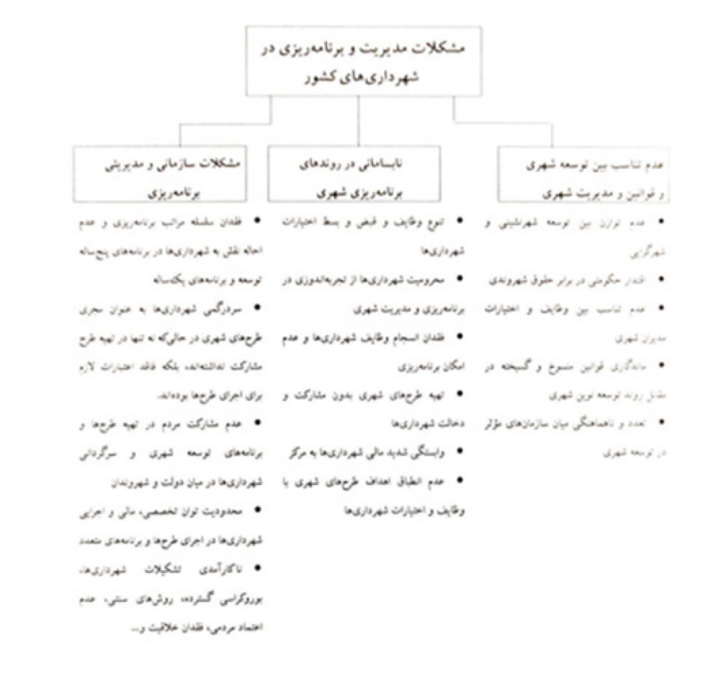 مشکلات مدیریت و برنامه‌ریزی در
شهرداری‌های کشور
عدم تناسب بین توسعه شهری
و قوانین و مدیریت شهری
• عدم توازن بین توسعه شهرنشینی و
شهرگرایی
• اقتدار حکومتی در برابر حقوق شهروندی
• عدم تناسب بین وظایف و اختیارات
مدیران شهری
• ماندگاری قوانین منسوخ و گسیخته در
مقابل روند توسعه نوین شهری
• تعدد و ناهماهنگی میان سازمان‌های مؤثر
در توسعه شهری
نابسامانی در روندهای
برنامه‌ریزی شهری
• تنوع وظایف و قبض و بسط اختیارات
شهرداری‌ها
• محرومیت شهرداری‌ها از تجربه‌اندوزی در
برنامه‌ریزی و مدیریت شهری
• فقدان انسجام وظایف شهرداری‌ها و عدم
امکان برنامه‌ریزی
• تهیه طرح‌های شهری بدون مشارکت و
دخالت شهرداری‌ها
• وابستگی شدید مالی شهرداری‌ها به مرکز
• عدم انطباق اهداف طرح‌های شهری با
وظایف و اختیارات شهرداری‌ها
مشکلات سازمانی و مدیریتی
برنامه‌ریزی
• فقدان سلسله مراتب برنامه‌ریزی و عدم
احاله نقش به شهرداری‌ها در برنامه‌های پنج‌ساله
توسعه و برنامه‌های یکساله
• سردرگمی شهرداری‌ها به عنوان مجری
طرح‌های شهری در حالی‌که نه تنها در تهیه طرح
مشارکت نداشته‌اند، بلکه فاقد اعتبارات لازم
برای اجرای طرح‌ها بوده‌اند.
• عدم مشارکت مردم در تهیه طرح‌ها و
برنامه‌های توسعه شهری و سرگردانی
شهرداری‌ها در میان دولت و شهروندان
• محدودیت توان تخصصی، مالی و اجرایی
شهرداری‌ها در اجرای طرح‌ها و برنامه‌های متعدد
• ناکارآمدی تشکیلات شهرداری‌ها،
بوروکراسی گسترده، روش‌های سنتی، عدم
اعتماد مردمی، فقدان خلاقیت و...